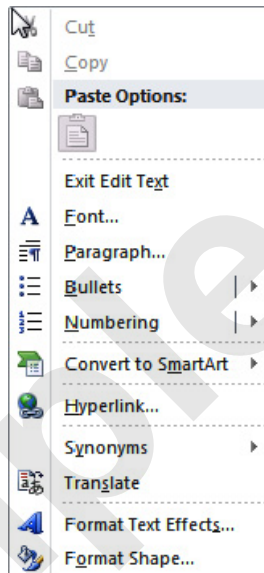 Cut
Copy
Paste Options:
Exit Edit Text
Font...
Paragraph...
Bullets
Numbering
Convert to SmartArt
Hyperlink...
Synonyms
Translate
Format Text Effects...
Format Shape...